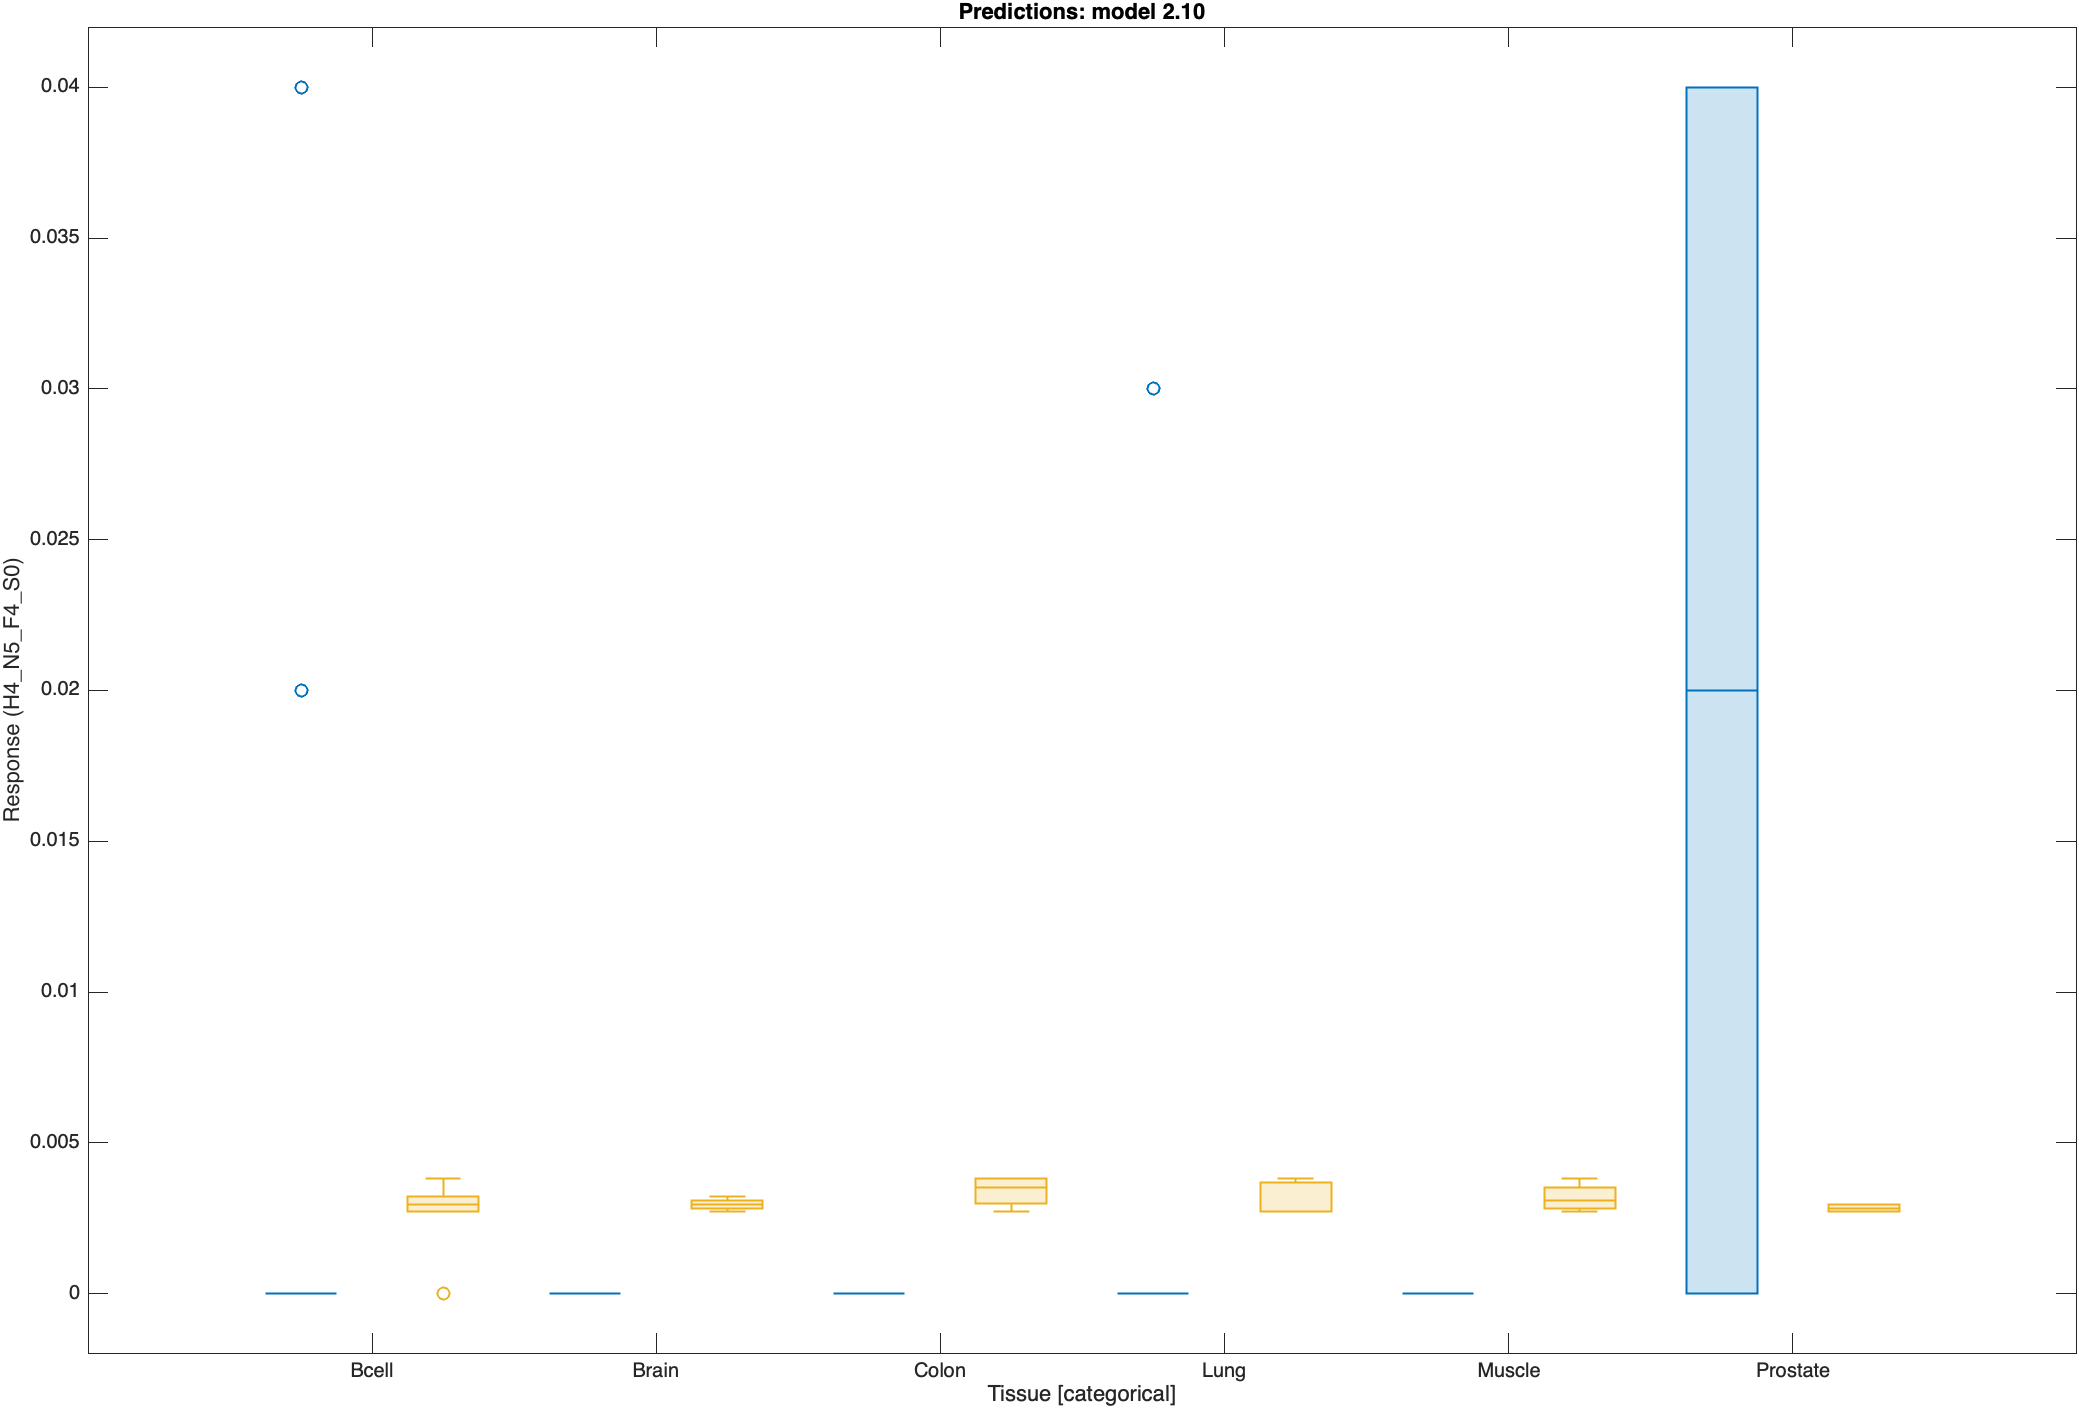 Predictions: model 2.10
0.04
0.035
0.03
0.025
0.02
0.015
0.01
0.005
0
Response (H4_N5_F4_S0)
Bcell Brain Colon Lung Muscle Prostate
Tissue [categorical]